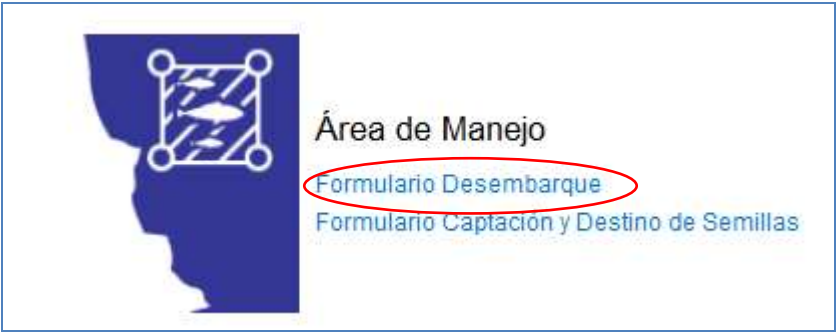 Área de Manejo
Formulario Desembarque
Formulario Captación y Destino de Semillas